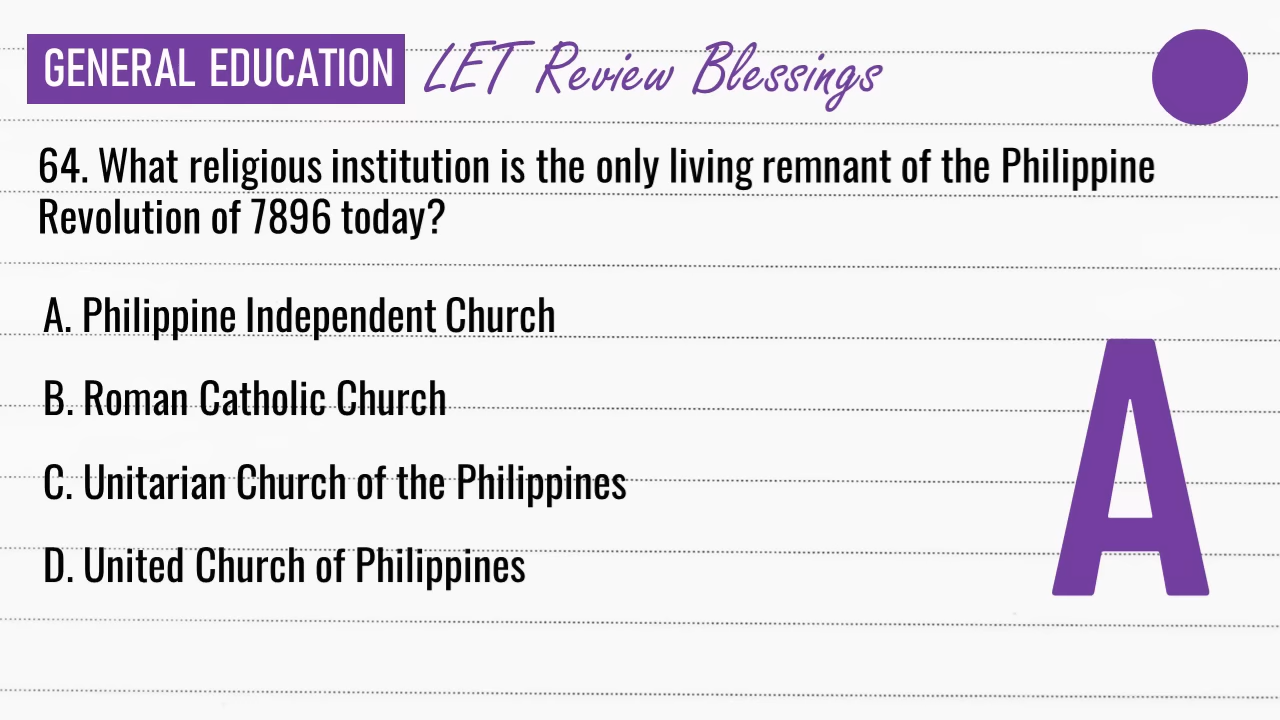 GENERAL EDUCATION LET Review Blessings
64. What religious institution is the only living remnant of the Philippine
Revolution of 7896 today?
A. Philippine Independent Church
B. Roman Catholic Church
C. Unitarian Church of the Philippines
D. United Church of Philippines
A